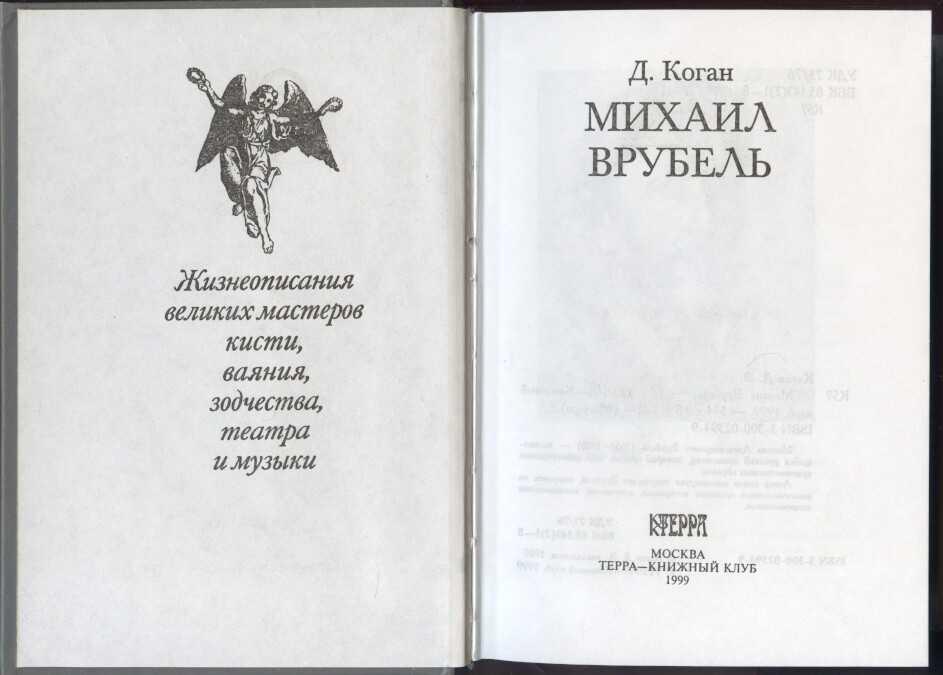 Жизнеописания
великих мастеров
кисти,
ваяния,
зодчества,
театра
и музыки
Д. Коган
МИХАИЛ
ВРУБЕЛЬ
ТЕРРА
МОСКВА
ТЕРРА—КНИЖНЫЙ КЛУБ
1999